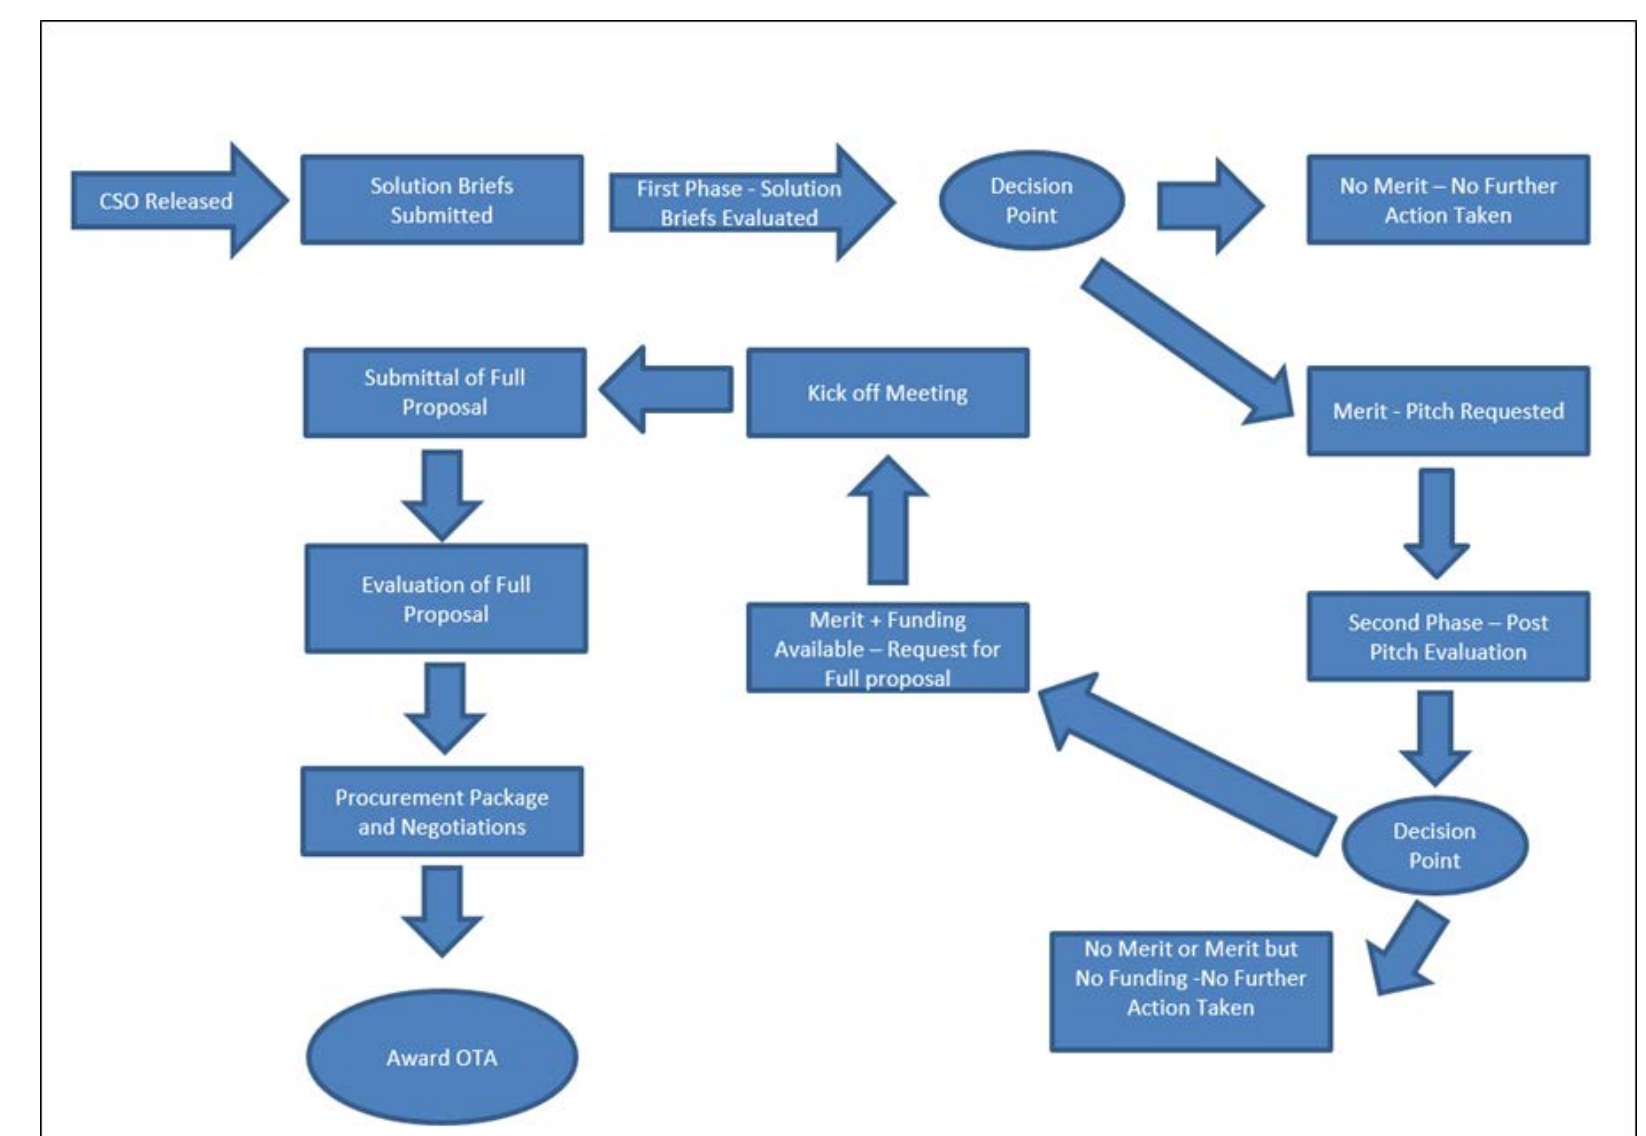 CSO Released
Solution Briefs
Submitted
First Phase - Solution
Briefs Evaluated
Decision
Point
No Merit – No Further
Action Taken
Merit - Pitch Requested
Second Phase – Post
Pitch Evaluation
Decision
Point
No Merit or Merit but
No Funding -No Further
Action Taken
Merit + Funding
Available – Request for
Full proposal
Kick off Meeting
Submittal of Full
Proposal
Evaluation of Full
Proposal
Procurement Package
and Negotiations
Award OTA